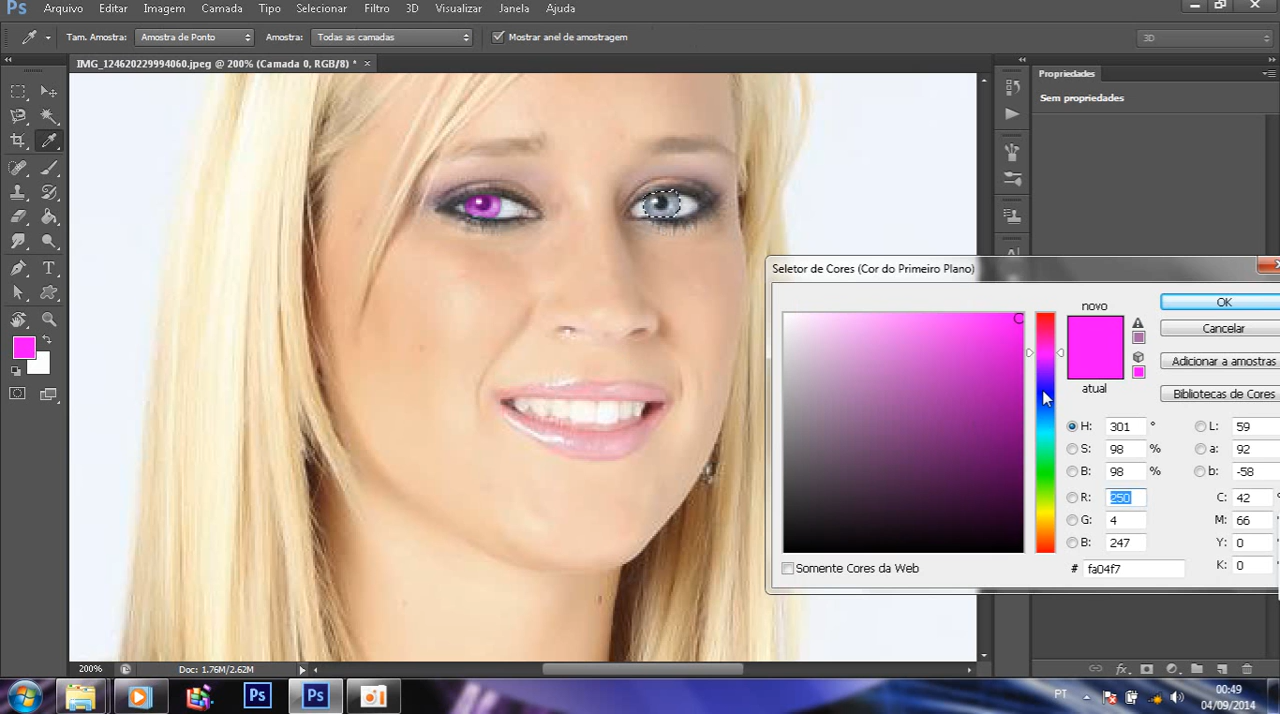 Ps Arquivo Editar Imagem Camada Tipo Selecionar Filtro 3D Visualizar Janela Ajuda
Tam. Amostra: Amostra de Ponto Amostra: Todas as camadas Mostrar anel de amostragem 3D
IMG_124620229994060.jpeg @ 200% (Camada 0, RGB/8) * ×
Propriedades
Sem propriedades
Seletor de Cores (Cor do Primeiro Plano)
novo
atual
OK
Cancelar
Adicionar a amostras
Bibliotecas de Cores
H: 301 ° L: 59
S: 98 % a: 92
B: 98 % b: -58
R: 250 C: 42 %
G: 4 M: 66
B: 247 Y: 0
# fa04f7 K: 0
Somente Cores da Web
200% Doc: 1.76M/2.62M
fx
Ps Ps PT 00:49
04/09/2014